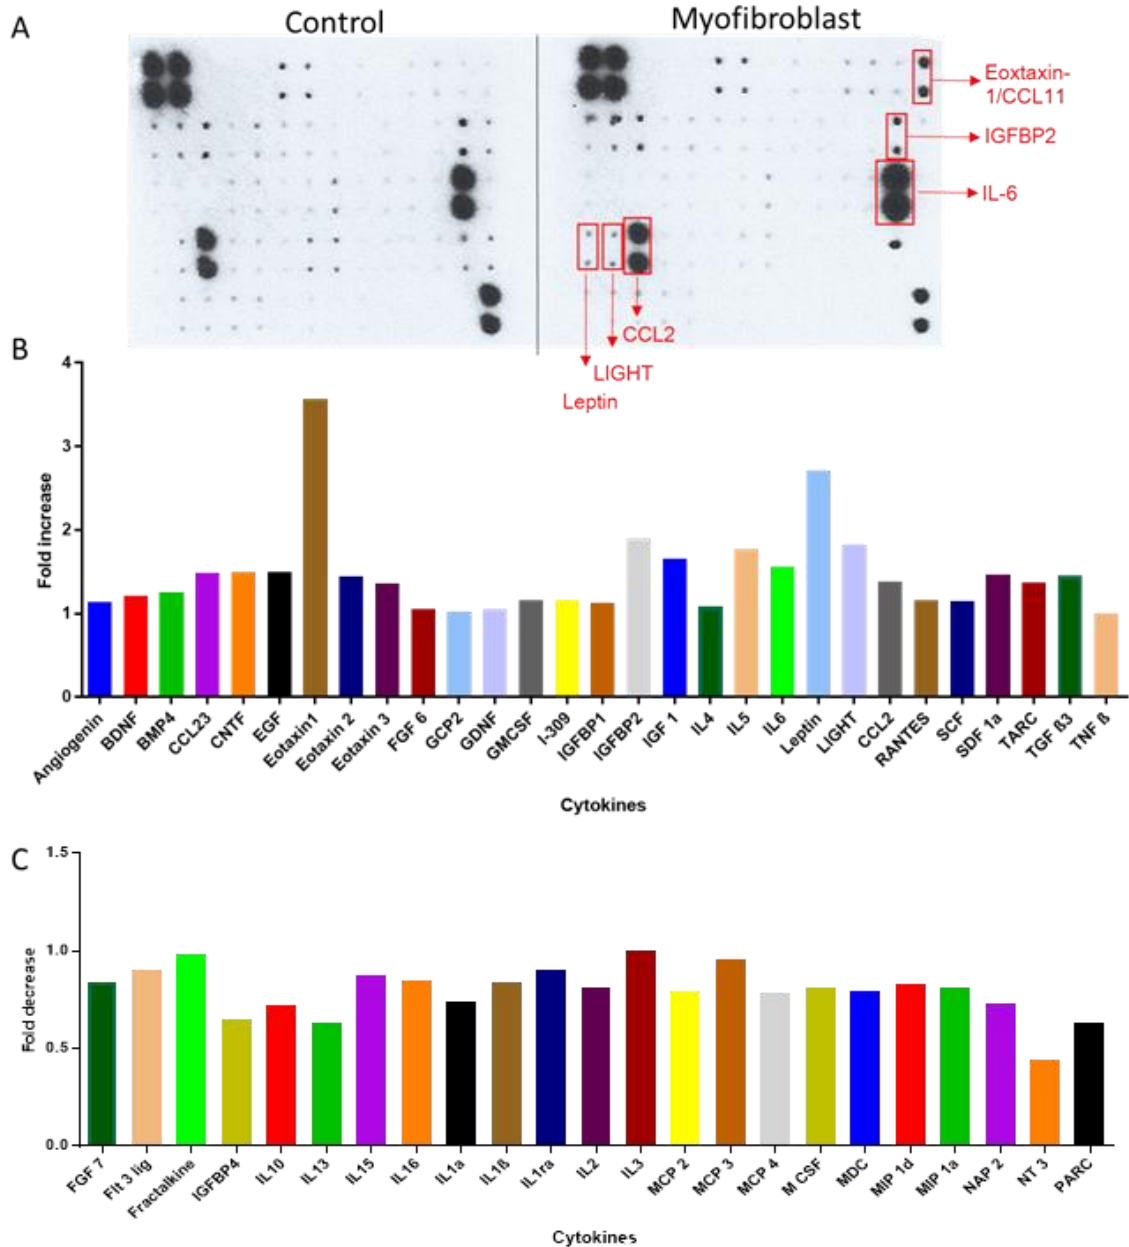 A
Control
Myofibroblast
Eoxtaxin-
1/CCL11
IGFBP2
IL-6
CCL2
LIGHT
Leptin
B
4
3
2
1
0
Fold increase
Angiogenin
BDNF
BMP4
CCL23
CNTF
EGF
Eotaxin1
Eotaxin 2
Eotaxin 3
FGF 6
GCP2
GDNF
GMCSF
I-309
IGFBP1
IGFBP2
IGF 1
IL4
IL5
IL6
Leptin
LIGHT
CCL2
RANTES
SCF
SDF 1a
TARC
TGF ß3
TNF ß
Cytokines
C
1.5
1.0
0.5
0.0
Fold decrease
FGF 7
Flt 3 lig
Fractalkine
IGFBP4
IL10
IL13
IL15
IL16
IL1a
IL1ß
IL1ra
IL2
IL3
MCP 2
MCP 3
MCP 4
M CSF
MDC
MIP 1d
MIP 1a
NAP 2
NT 3
PARC
Cytokines